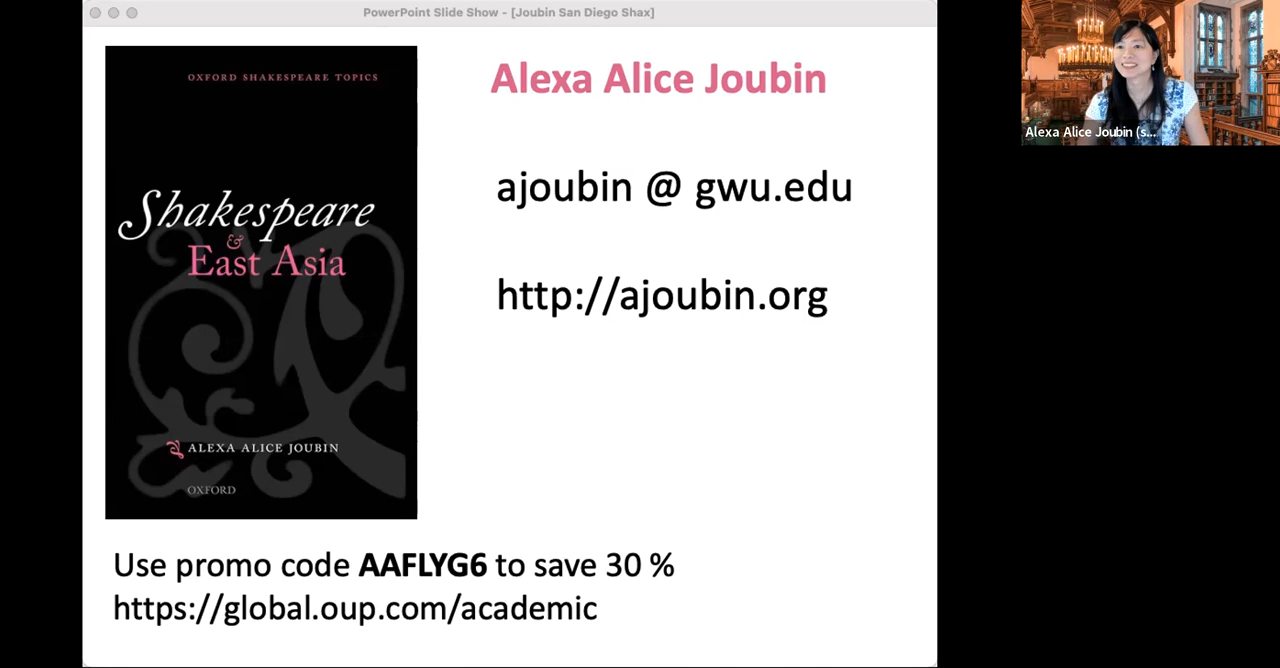 PowerPoint Slide Show - [Joubin San Diego Shax]
OXFORD SHAKESPEARE TOPICS
Shakespeare
&
East Asia
ALEXA ALICE JOUBIN
OXFORD
Alexa Alice Joubin
ajoubin @ gwu.edu
http://ajoubin.org
Use promo code AAFLYG6 to save 30 %
https://global.oup.com/academic
Alexa Alice Joubin (s...